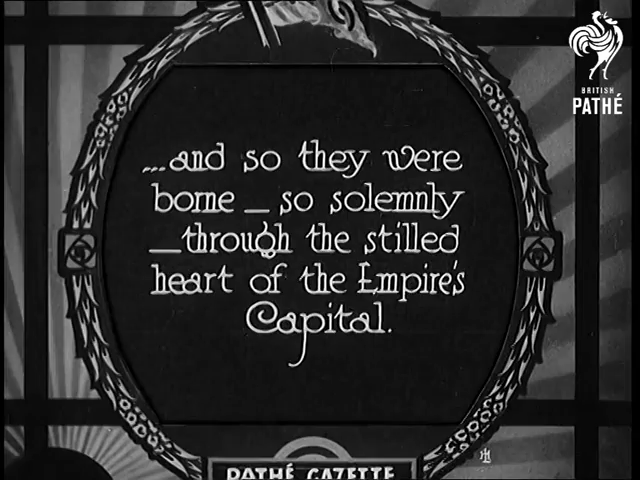 BRITISH
PATHÉ
...and so they were
borne _ so solemnly
_ through the stilled
heart of the Empire's
Capital.
PATHÉ GAZETTE